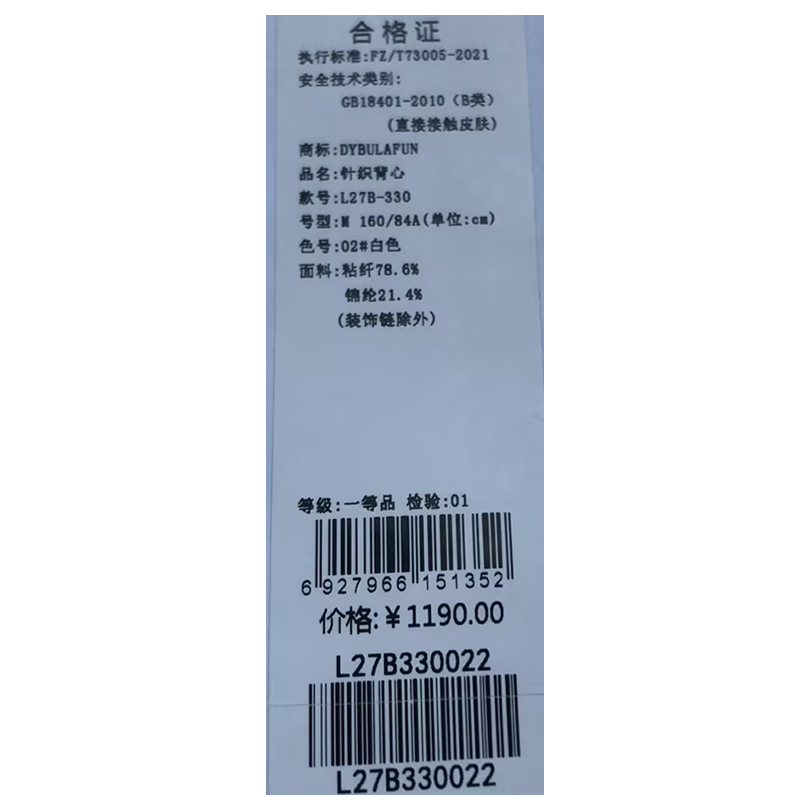 合格证
执行标准:FZ/T73005-2021
安全技术类别:
GB18401-2010（B类）
(直接接触皮肤)
商标:DYBULAFUN
品名:针织背心
款号:L27B-330
号型:M 160/84A(单位:cm)
色号:02#白色
面料:粘纤78.6%
锦纶21.4%
(装饰链除外)
等级:一等品 检验:01
6 927966 151352
价格:￥1190.00
L27B330022
L27B330022